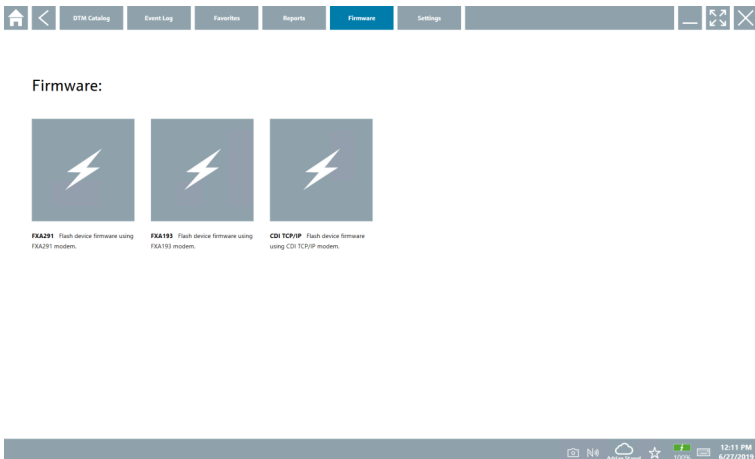 DTM Catalog
Event Log
Favorites
Reports
Firmware
Settings
Firmware:
FXA291 Flash device firmware using
FXA291 modem.
FXA193 Flash device firmware using
FXA193 modem.
CDI TCP/IP Flash device firmware
using CDI TCP/IP modem.
100%
12:11 PM
6/27/2019